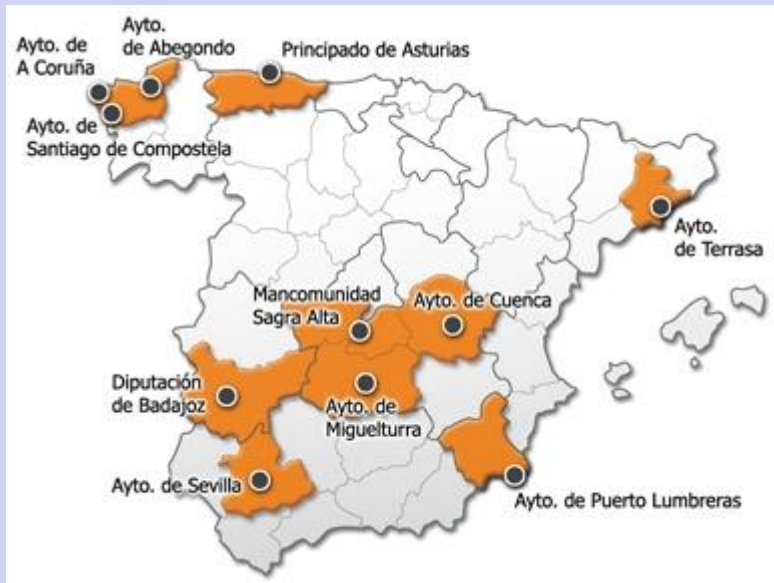 Ayto. de
A Coruña
Ayto.
de Abegondo
Principado de Asturias
Ayto. de
Santiago de Compostela
Ayto.
de Terrasa
Mancomunidad
Sagra Alta
Ayto. de Cuenca
Diputación
de Badajoz
Ayto. de
Miguelturra
Ayto. de Sevilla
Ayto. de Puerto Lumbreras